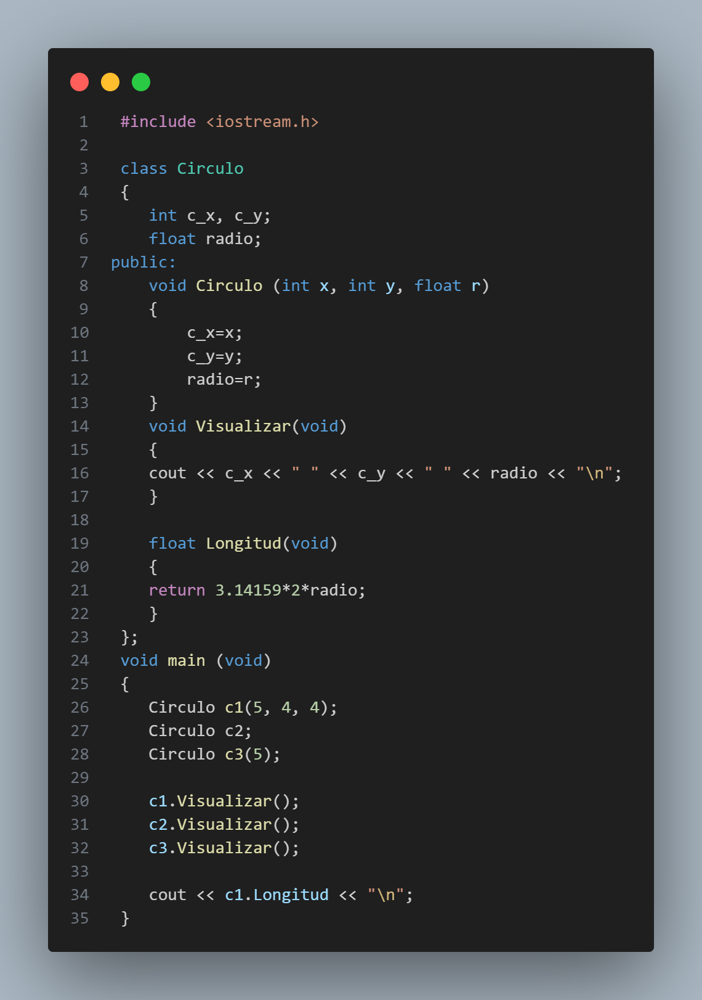 1 #include <iostream.h>
2
3 class Circulo
4 {
5 int c_x, c_y;
6 float radio;
7 public:
8 void Circulo (int x, int y, float r)
9 {
10 c_x=x;
11 c_y=y;
12 radio=r;
13 }
14 void Visualizar(void)
15 {
16 cout << c_x << " " << c_y << " " << radio << "\n";
17 }
18
19 float Longitud(void)
20 {
21 return 3.14159*2*radio;
22 }
23 };
24 void main (void)
25 {
26 Circulo c1(5, 4, 4);
27 Circulo c2;
28 Circulo c3(5);
29
30 c1.Visualizar();
31 c2.Visualizar();
32 c3.Visualizar();
33
34 cout << c1.Longitud << "\n";
35 }